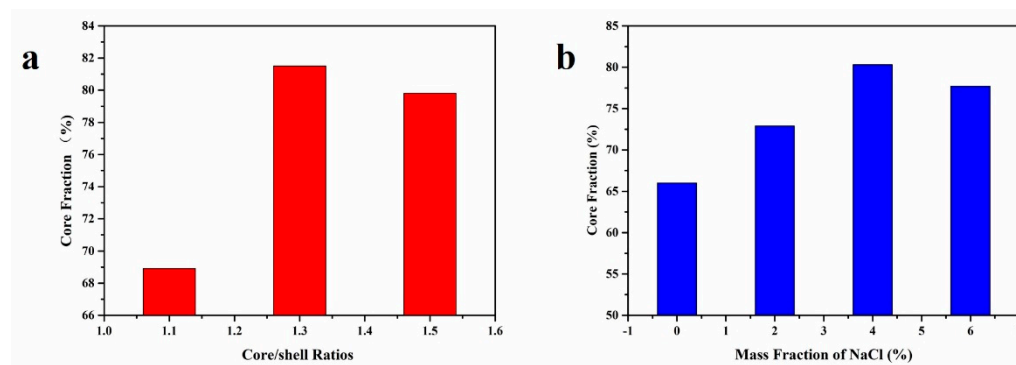 a
84
82
80
78
76
74
72
70
68
66
Core Fraction（%)
1.0 1.1 1.2 1.3 1.4 1.5 1.6
Core/shell Ratios
b
85
80
75
70
65
60
55
50
Core Fraction (%)
-1 0 1 2 3 4 5 6
Mass Fraction of NaCl (%)